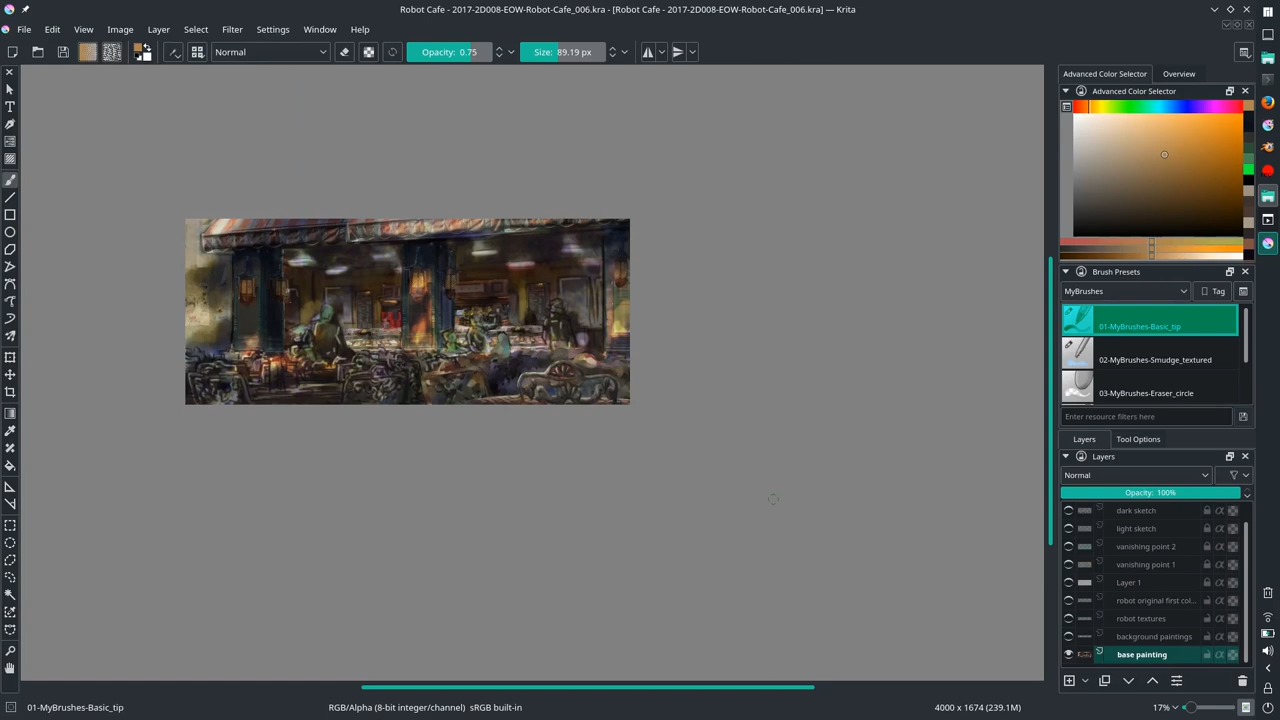 Robot Cafe - 2017-2D008-EOW-Robot-Cafe_006.kra - [Robot Cafe - 2017-2D008-EOW-Robot-Cafe_006.kra] — Krita
File Edit View Image Layer Select Filter Settings Window Help
Normal Opacity: 0.75 Size: 89.19 px
Advanced Color Selector Overview
Advanced Color Selector
Brush Presets
MyBrushes Tag
01-MyBrushes-Basic_tip
02-MyBrushes-Smudge_textured
03-MyBrushes-Eraser_circle
Enter resource filters here
Layers Tool Options
Layers
Normal
Opacity: 100%
dark sketch
light sketch
vanishing point 2
vanishing point 1
Layer 1
robot original first col...
robot textures
background paintings
base painting
01-MyBrushes-Basic_tip RGB/Alpha (8-bit integer/channel) sRGB built-in 4000 x 1674 (239.1M) 17%